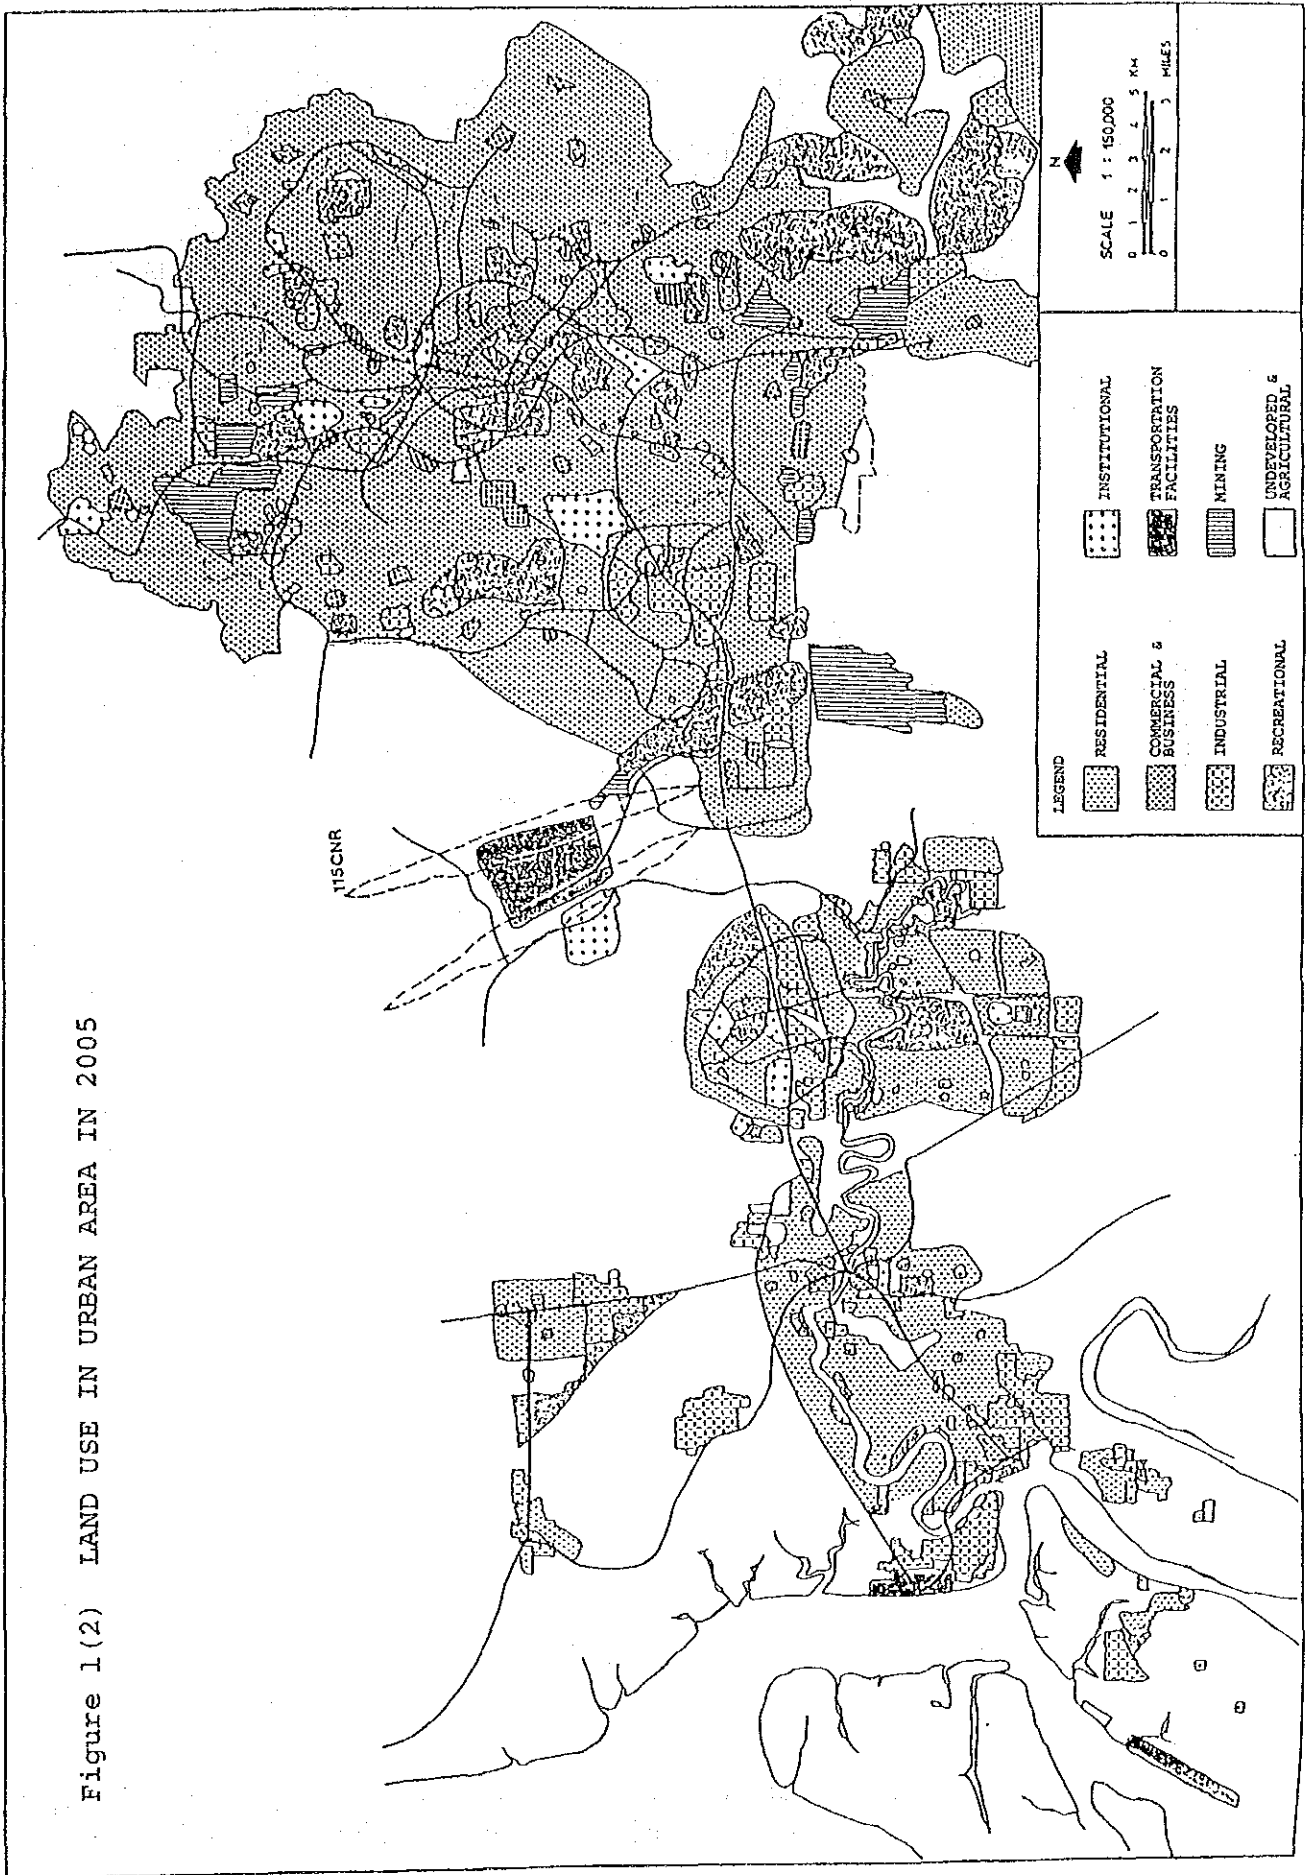 Figure 1(2) LAND USE IN URBAN AREA IN 2005
115CNR
LEGEND
RESIDENTIAL
COMMERCIAL &
BUSINESS
INDUSTRIAL
RECREATIONAL
INSTITUTIONAL
TRANSPORTATION
FACILITIES
MINING
UNDEVELOPED &
AGRICULTURAL
N
SCALE 1 : 150,000
0 1 2 3 4 5 KM
0 1 2 3 MILES